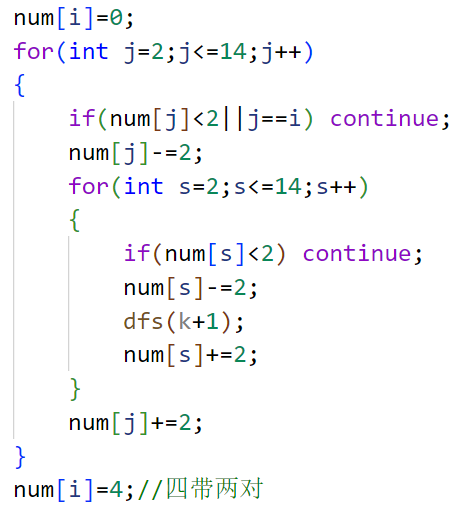 num[i]=0;
for(int j=2;j<=14;j++)
{
    if(num[j]<2||j==i) continue;
    num[j]-=2;
    for(int s=2;s<=14;s++)
    {
        if(num[s]<2) continue;
        num[s]-=2;
        dfs(k+1);
        num[s]+=2;
    }
    num[j]+=2;
}
num[i]=4;//四带两对